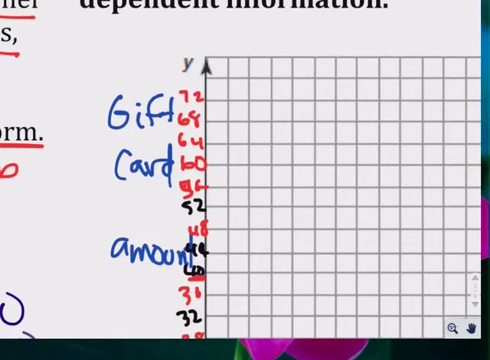 dependent information.
s,
y
72
Gift 68
64
orm.
Card 60
56
52
48
amount 44
40
36
32